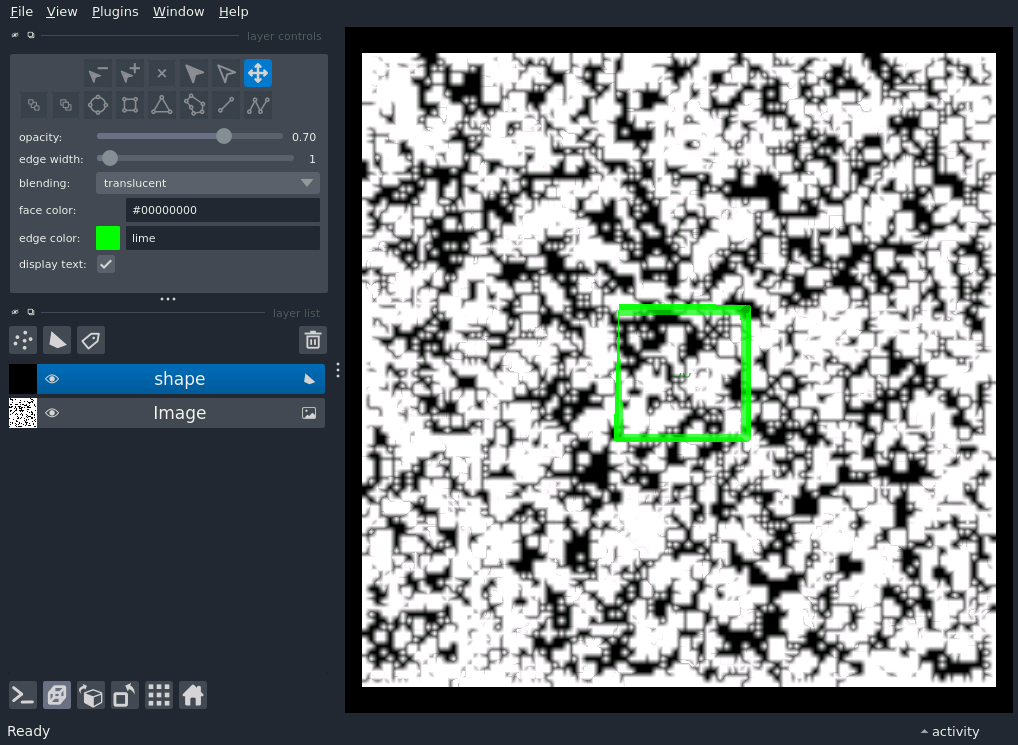 File View Plugins Window Help
layer controls
opacity: 0.70
edge width: 1
blending: translucent
face color: #00000000
edge color: lime
display text:
layer list
shape
Image
Ready
activity